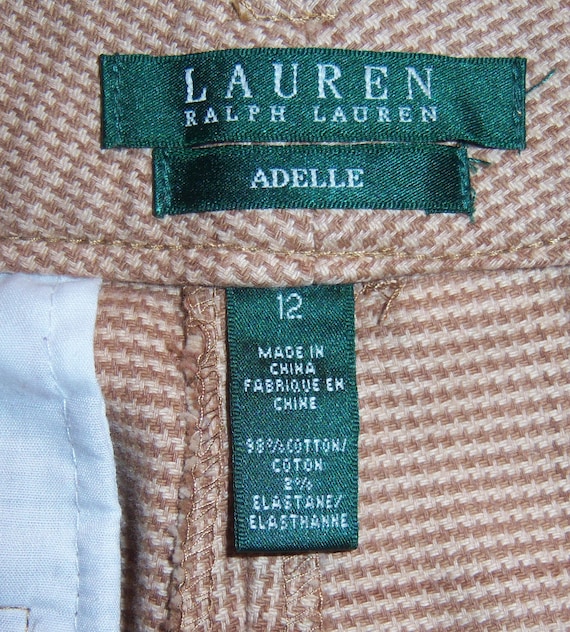 LAUREN
RALPH LAUREN
ADELLE
12
MADE IN
CHINA
FABRIQUE EN
CHINE
98% COTTON/
COTON
2%
ELASTANE/
ELASTHANNE